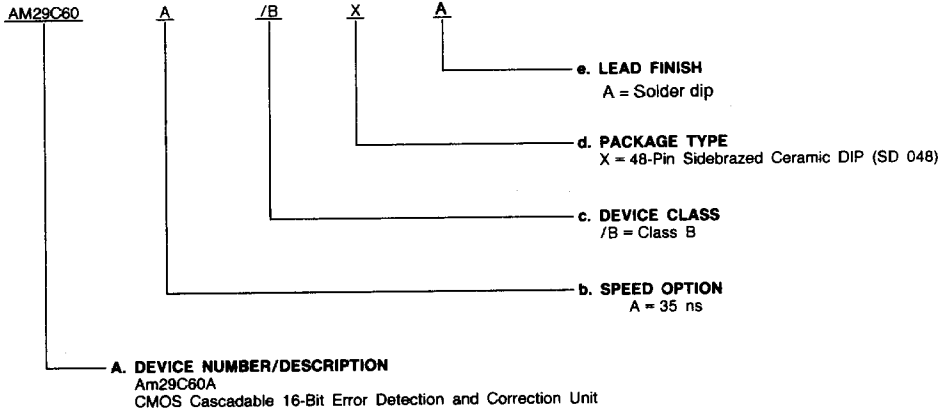 AM29C60 A /B X A
e. LEAD FINISH
A = Solder dip
d. PACKAGE TYPE
X = 48-Pin Sidebrazed Ceramic DIP (SD 048)
c. DEVICE CLASS
/B = Class B
b. SPEED OPTION
A = 35 ns
A. DEVICE NUMBER/DESCRIPTION
Am29C60A
CMOS Cascadable 16-Bit Error Detection and Correction Unit